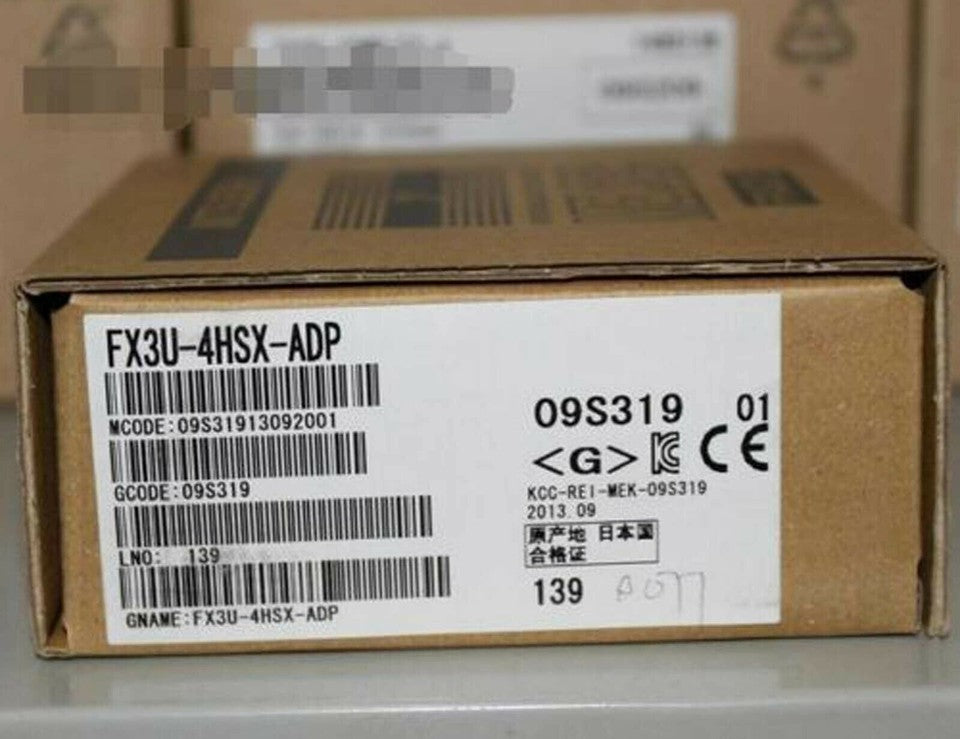 FX3U-4HSX-ADP
MCODE:09S31913092001
GCODE:09S319
LNO: 139
GNAME:FX3U-4HSX-ADP
09S319 01
<G> CE
KCC-REI-MEK-09S319
2013.09
原产地 日本国
合格证
139